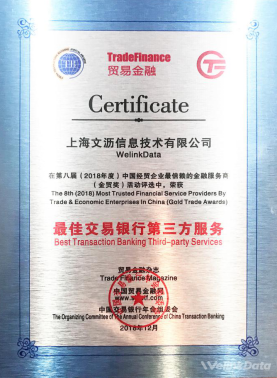 TradeFinance
贸易金融
Certificate
上海文沥信息技术有限公司
WelinkData
在第八届（2018年度）中国经贸企业最信赖的金融服务商
（金贸奖）活动评选中，荣获
The 8th (2018) Most Trusted Financial Service Providers By
Trade & Economic Enterprises In China (Gold Trade Awards)
最佳交易银行第三方服务
Best Transaction Banking Third-party Services
贸易金融杂志
Trade Finance Magazine
中国贸易金融网
中国交易银行年会组委会
The Organizing Committee of The Annual Conference of China Transaction Banking
2018年12月
WelinkData